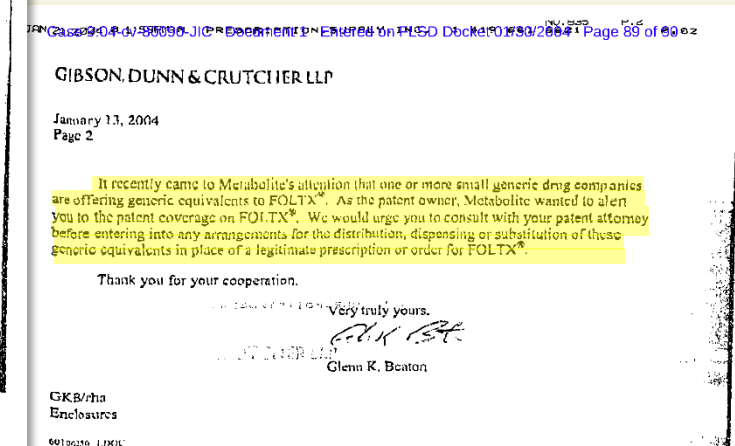 JAN
Case 9:04-cv-80090-JIC Document 1 Entered on FLSD Docket 01/30/2004 Page 89 of 90
GIBSON, DUNN & CRUTCHER LLP
January 13, 2004
Page 2
It recently came to Metabolite's attention that one or more small generic drug companies
are offering generic equivalents to FOLTX®. As the patent owner, Metabolite wanted to alert
you to the patent coverage on FOLTX®. We would urge you to consult with your patent attorney
before entering into any arrangements for the distribution, dispensing or substitution of these
generic equivalents in place of a legitimate prescription or order for FOLTX®.
Thank you for your cooperation.
Very truly yours,
Glenn K. Beaton
GKB/rha
Enclosures